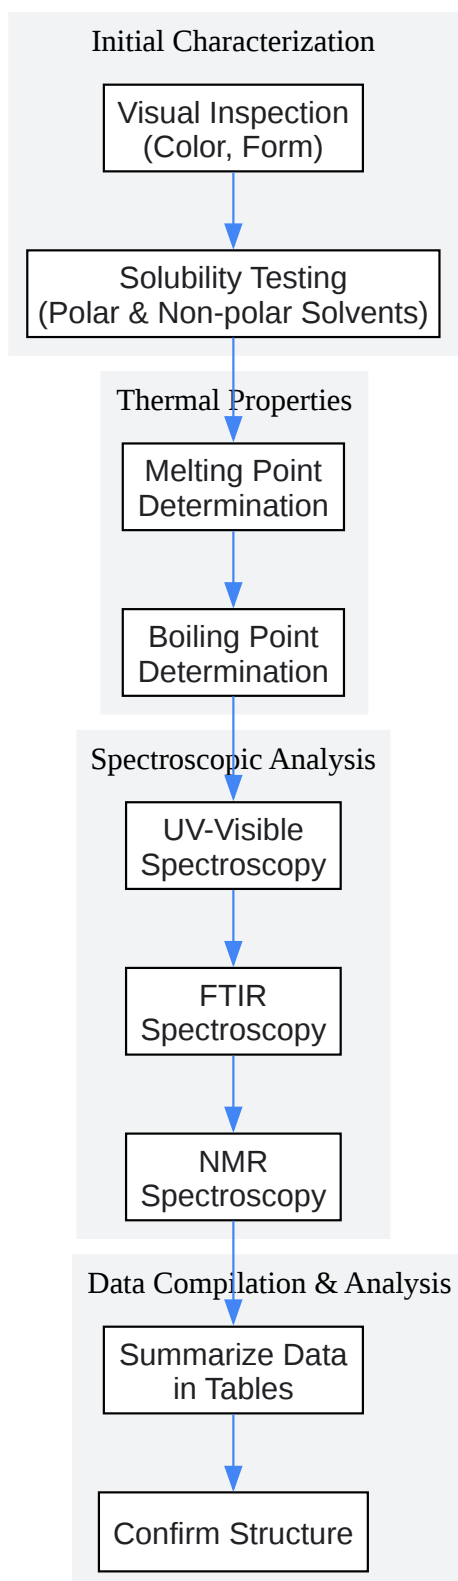 Initial Characterization
Visual Inspection
(Color, Form)
Solubility Testing
(Polar & Non-polar Solvents)
Thermal Properties
Melting Point
Determination
Boiling Point
Determination
Spectroscopic Analysis
UV-Visible
Spectroscopy
FTIR
Spectroscopy
NMR
Spectroscopy
Data Compilation & Analysis
Summarize Data
in Tables
Confirm Structure